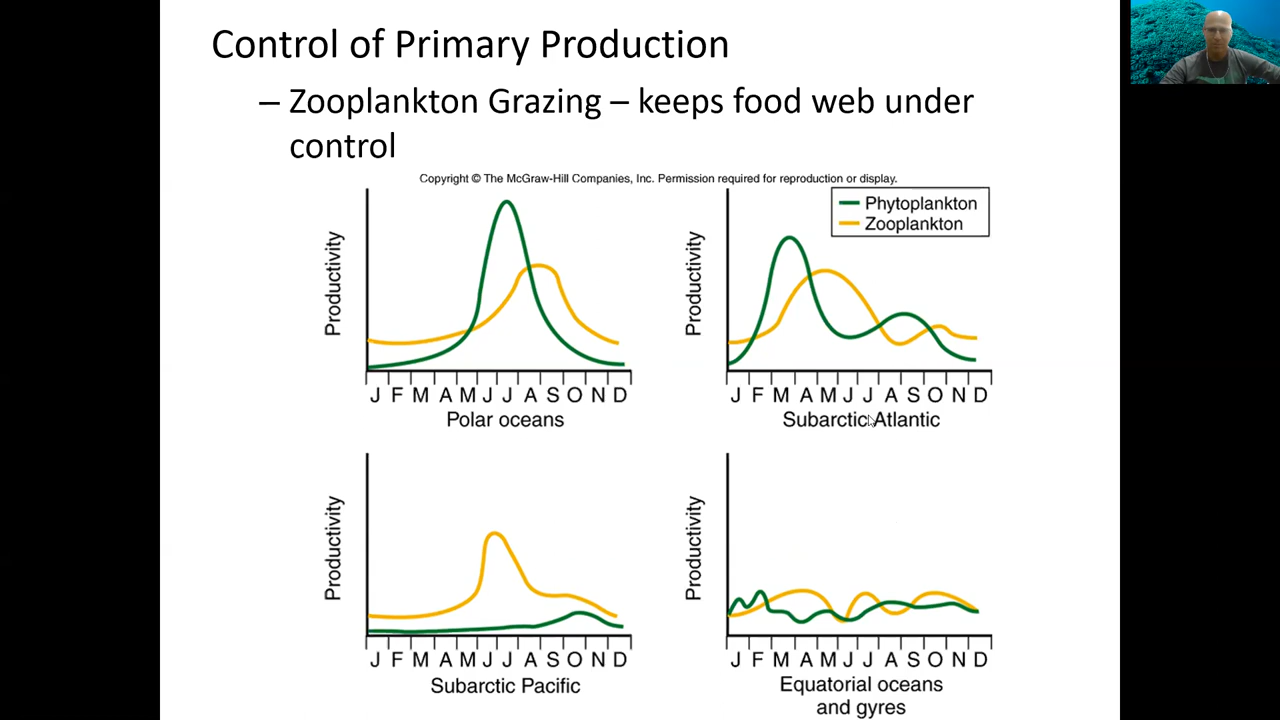 Control of Primary Production
– Zooplankton Grazing – keeps food web under
control
Copyright © The McGraw-Hill Companies, Inc. Permission required for reproduction or display.
Productivity
J F M A M J J A S O N D
Polar oceans
Productivity
Phytoplankton
Zooplankton
J F M A M J J A S O N D
Subarctic Atlantic
Productivity
J F M A M J J A S O N D
Subarctic Pacific
Productivity
J F M A M J J A S O N D
Equatorial oceans
and gyres